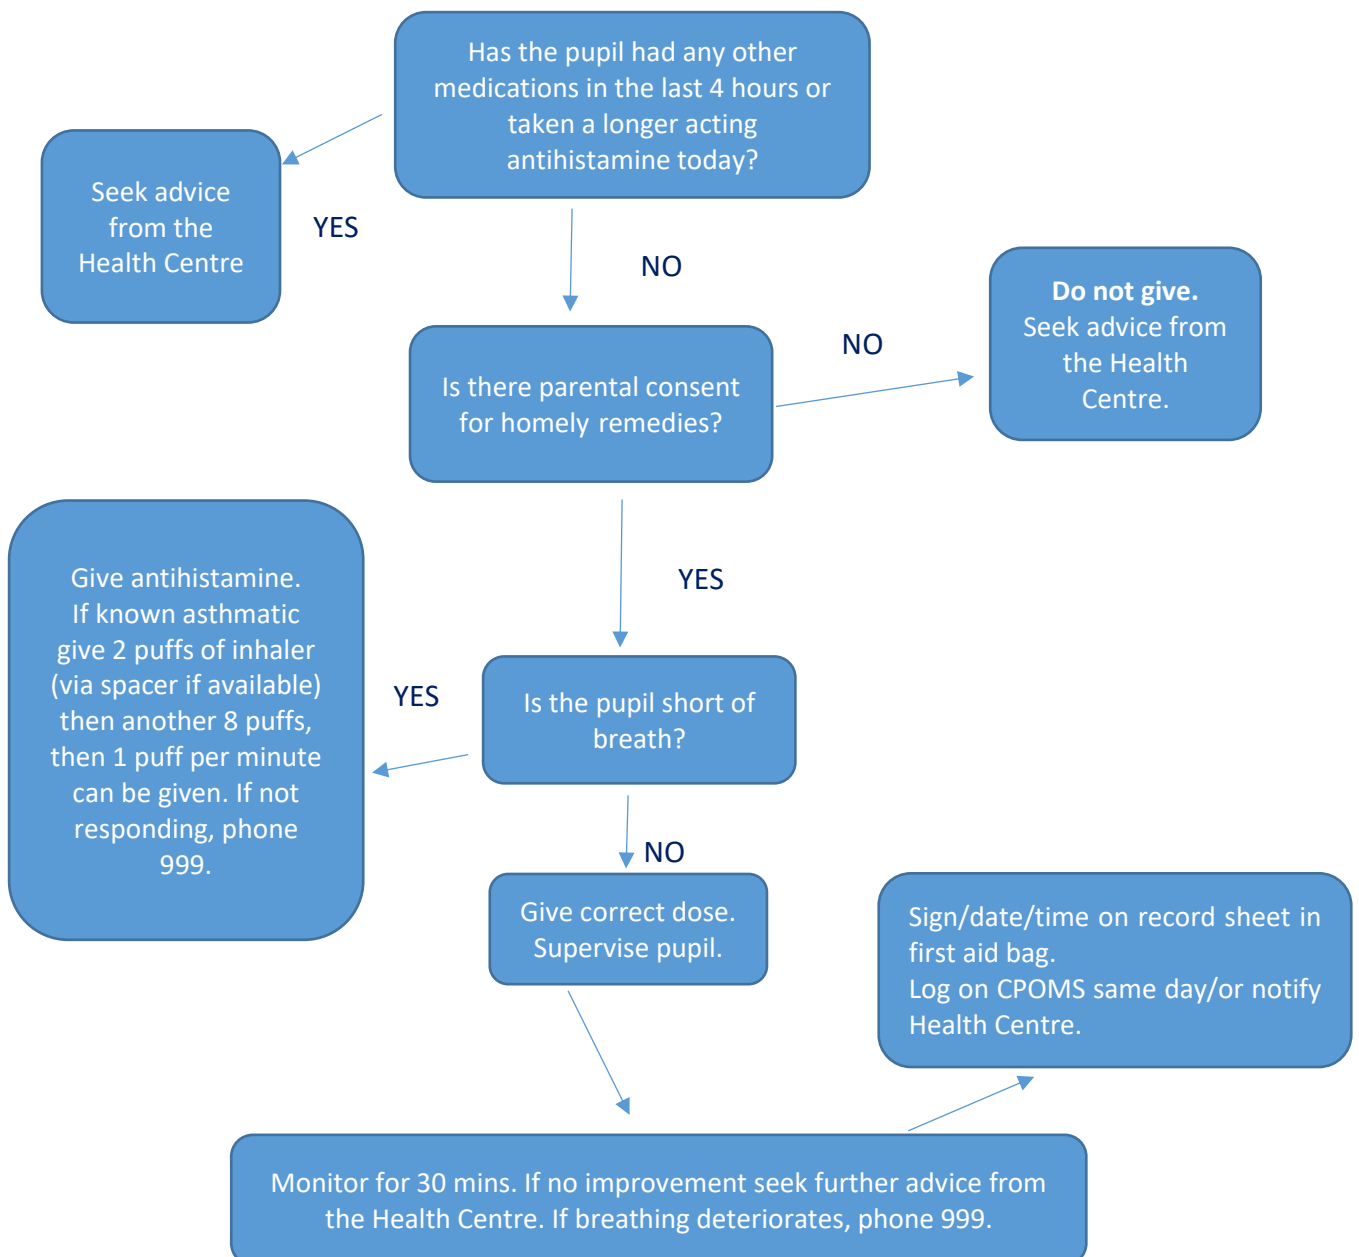 Has the pupil had any other
medications in the last 4 hours or
taken a longer acting
antihistamine today?
Seek advice
from the
Health Centre
YES
NO
Do not give.
Seek advice from
the Health
Centre.
NO
Is there parental consent
for homely remedies?
YES
Give antihistamine.
If known asthmatic
give 2 puffs of inhaler
(via spacer if available)
then another 8 puffs,
then 1 puff per minute
can be given. If not
responding, phone
999.
YES
Is the pupil short of
breath?
NO
Give correct dose.
Supervise pupil.
Sign/date/time on record sheet in
first aid bag.
Log on CPOMS same day/or notify
Health Centre.
Monitor for 30 mins. If no improvement seek further advice from
the Health Centre. If breathing deteriorates, phone 999.